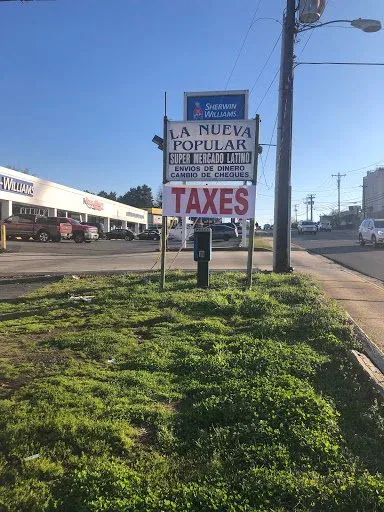 SHERWIN
WILLIAMS
LA NUEVA
POPULAR
SUPER MERCADO LATINO
ENVIOS DE DINERO
CAMBIO DE CHEQUES
TAXES
WILLIAMS